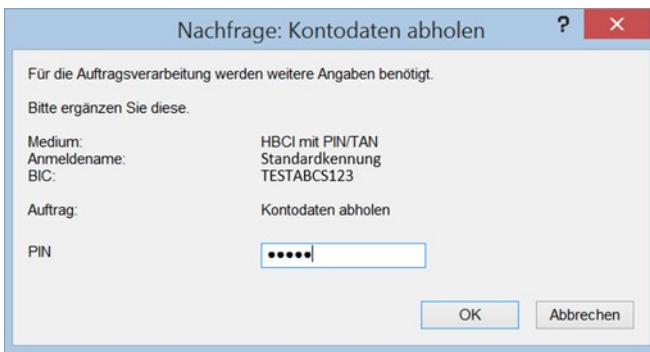 Nachfrage: Kontodaten abholen ? ×
Für die Auftragsverarbeitung werden weitere Angaben benötigt.
Bitte ergänzen Sie diese.
Medium: HBCI mit PIN/TAN
Anmeldename: Standardkennung
BIC: TESTABCS123
Auftrag: Kontodaten abholen
PIN •••••
OK Abbrechen